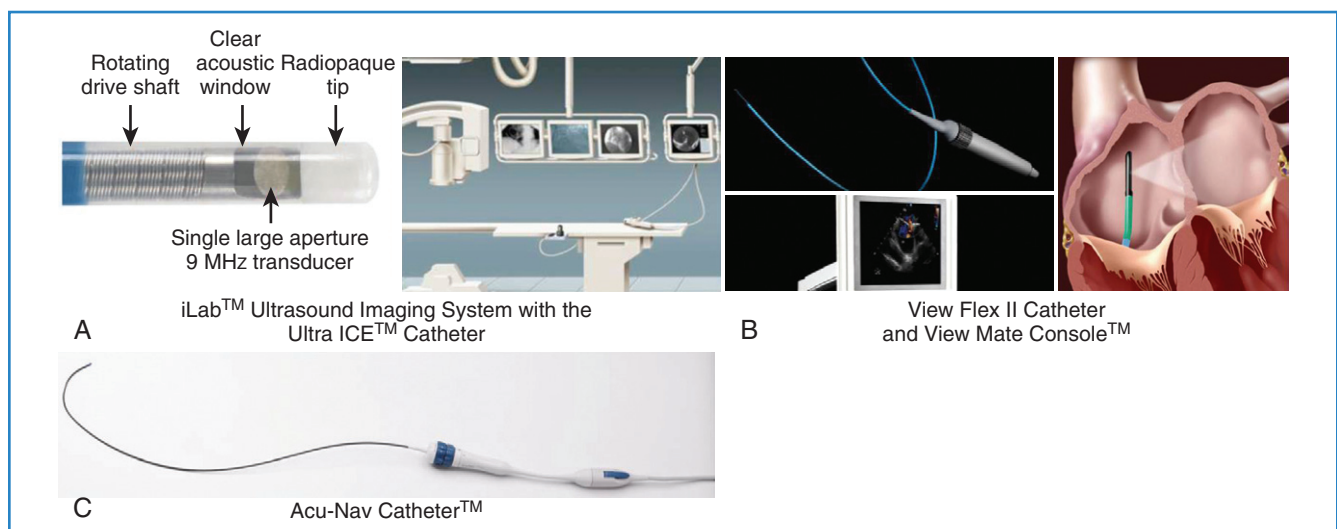 Rotating
drive shaft
Clear
acoustic
window
Radiopaque
tip
Single large aperture
9 MHz transducer
A
iLab™ Ultrasound Imaging System with the
Ultra ICE™ Catheter
B
View Flex II Catheter
and View Mate Console™
C
Acu-Nav Catheter™